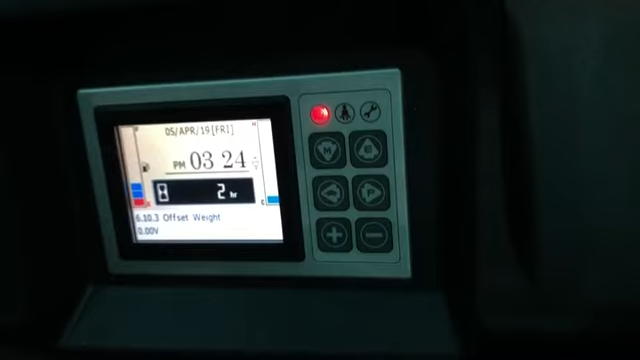 05/APR/19[FRI]
PM 03 24
2 hr
6.10.3 Offset Weight
0.00V
M
E
P